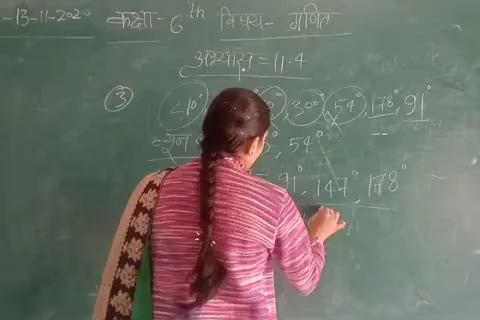 -13-11-2020 कक्षा- 6th विषय- गणित
अभ्यास = 11.4
③ 30° 54° 178°, 91°
न्यून 54°
91°, 147°, 178°